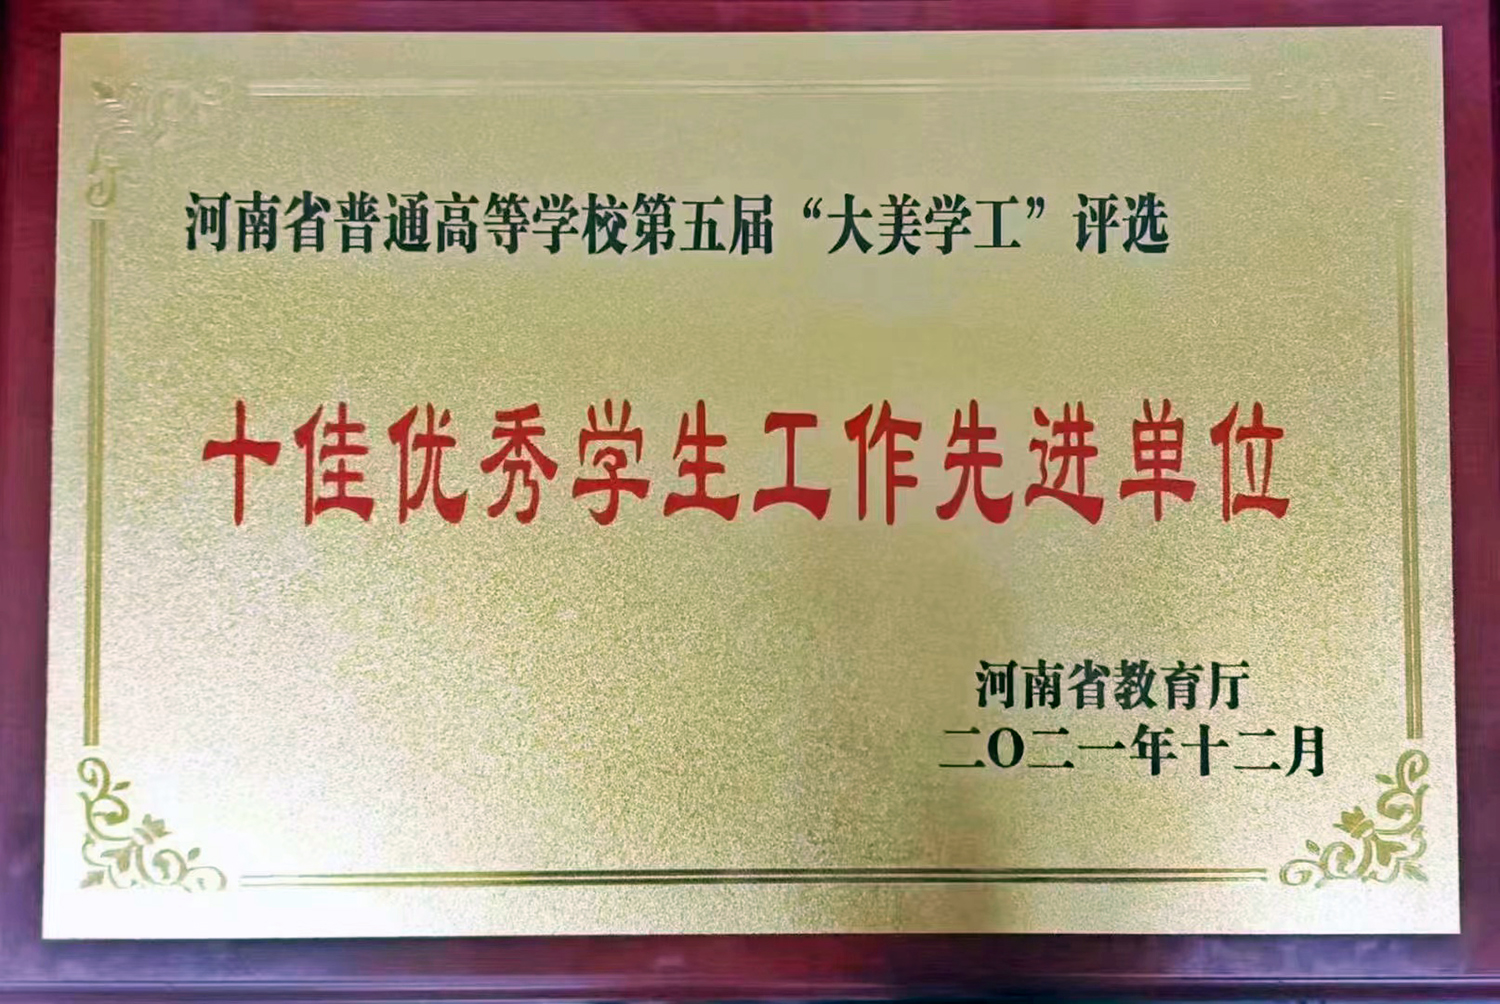 河南省普通高等学校第五届“大美学工”评选
十佳优秀学生工作先进单位
河南省教育厅
二〇二一年十二月